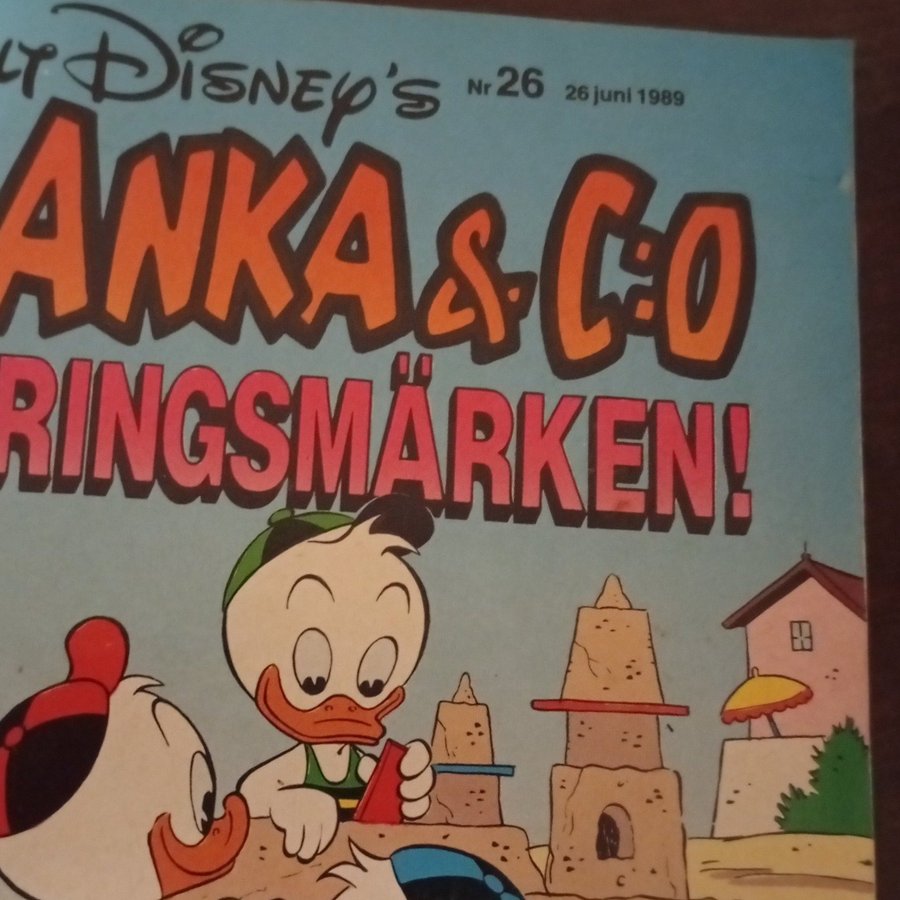 LT DISNEY'S Nr 26 26 juni 1989
ANKA & C:O
RINGSMÄRKEN!